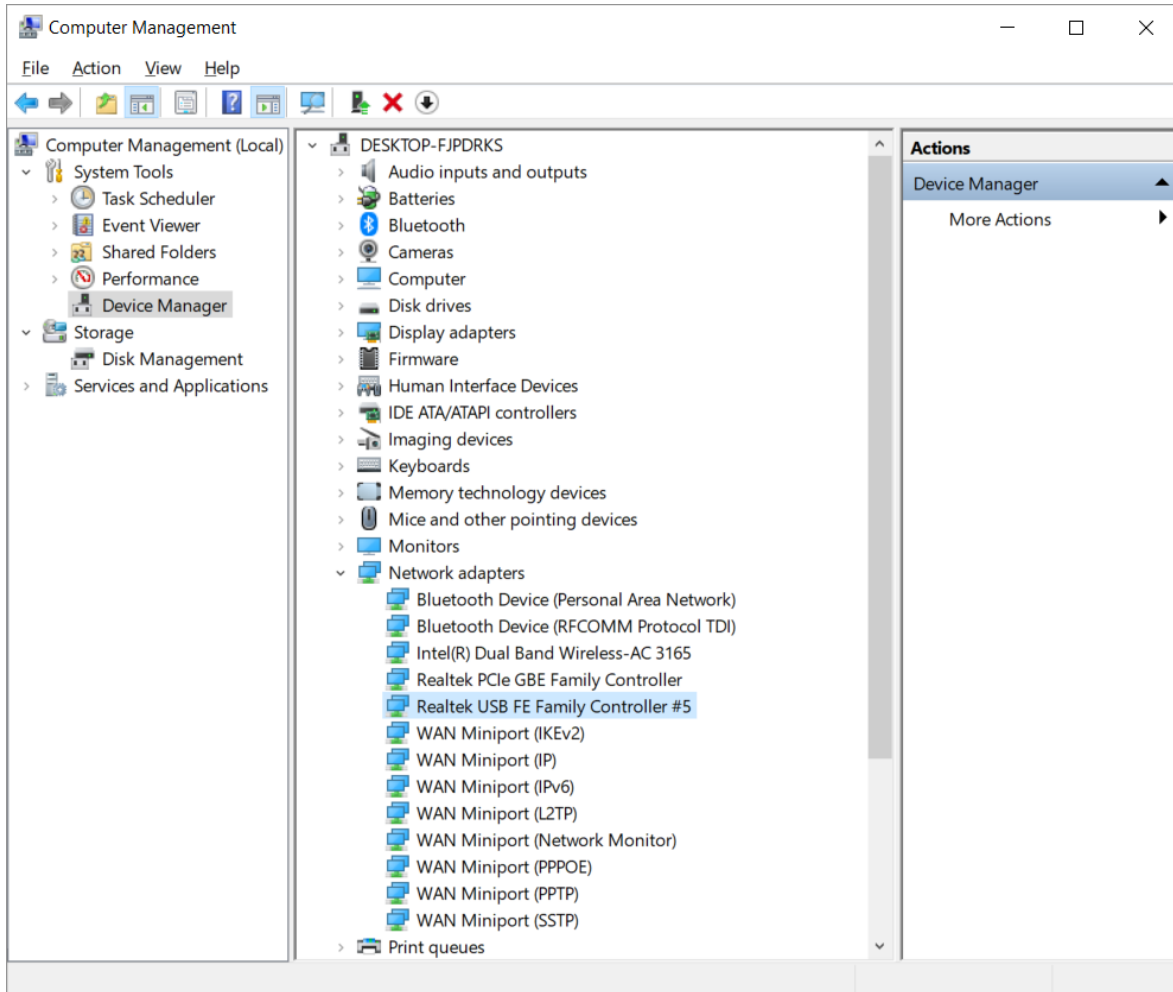 Computer Management
File Action View Help
Computer Management (Local)
System Tools
Task Scheduler
Event Viewer
Shared Folders
Performance
Device Manager
Storage
Disk Management
Services and Applications
DESKTOP-FJPDRKS
Audio inputs and outputs
Batteries
Bluetooth
Cameras
Computer
Disk drives
Display adapters
Firmware
Human Interface Devices
IDE ATA/ATAPI controllers
Imaging devices
Keyboards
Memory technology devices
Mice and other pointing devices
Monitors
Network adapters
Bluetooth Device (Personal Area Network)
Bluetooth Device (RFCOMM Protocol TDI)
Intel(R) Dual Band Wireless-AC 3165
Realtek PCIe GBE Family Controller
Realtek USB FE Family Controller #5
WAN Miniport (IKEv2)
WAN Miniport (IP)
WAN Miniport (IPv6)
WAN Miniport (L2TP)
WAN Miniport (Network Monitor)
WAN Miniport (PPPOE)
WAN Miniport (PPTP)
WAN Miniport (SSTP)
Print queues
Actions
Device Manager
More Actions